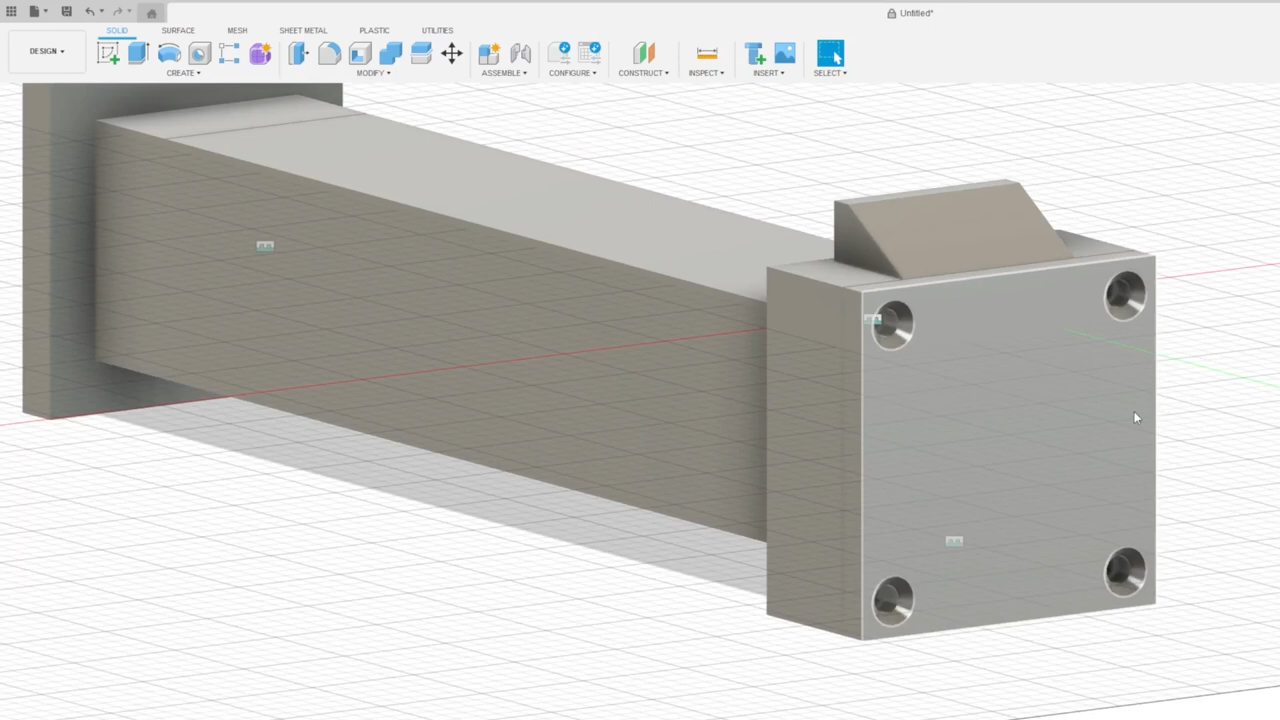 Untitled*
SOLID SURFACE MESH SHEET METAL PLASTIC UTILITIES
DESIGN
CREATE MODIFY ASSEMBLE CONFIGURE CONSTRUCT INSPECT INSERT SELECT